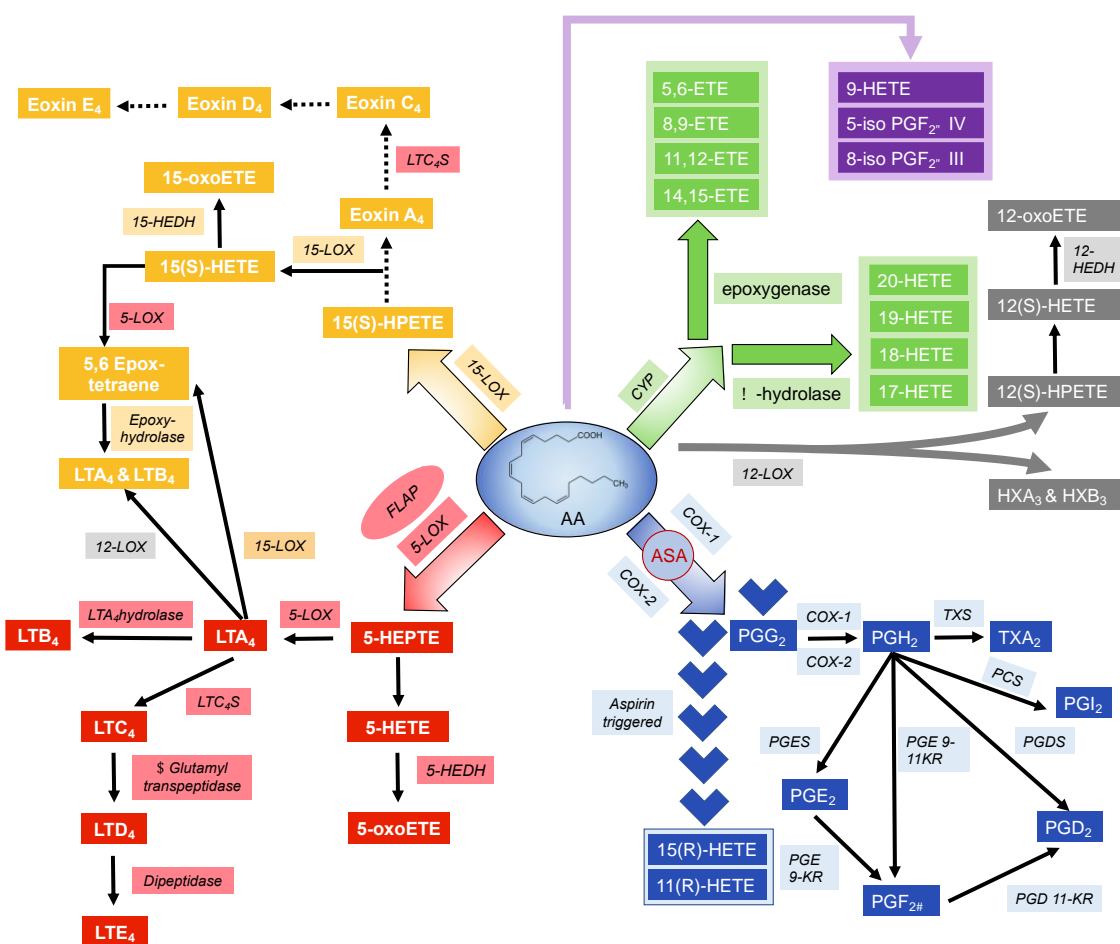 5,6-ETE
8,9-ETE
11,12-ETE
14,15-ETE
9-HETE
5-iso PGF₂" IV
8-iso PGF₂" III
Eoxin E₄
Eoxin D₄
Eoxin C₄
LTC₄S
15-oxoETE
Eoxin A₄
15-HEDH
15-LOX
15(S)-HETE
15(S)-HPETE
5-LOX
5,6 Epox-
tetraene
Epoxy-
hydrolase
LTA₄ & LTB₄
15-LOX
12-oxoETE
12-
HEDH
12(S)-HETE
12(S)-HPETE
HXA₃ & HXB₃
epoxygenase
20-HETE
19-HETE
18-HETE
17-HETE
! -hydrolase
CYP
12-LOX
COOH
CH₃
AA
FLAP
5-LOX
12-LOX
15-LOX
COX-1
ASA
COX-2
LTA₄hydrolase
5-LOX
LTB₄
LTA₄
5-HEPTE
LTC₄S
LTC₄
5-HETE
$ Glutamyl
transpeptidase
5-HEDH
LTD₄
5-oxoETE
Dipeptidase
LTE₄
PGG₂
COX-1
COX-2
PGH₂
TXS
TXA₂
PCS
PGI₂
Aspirin
triggered
PGES
PGE 9-
11KR
PGDS
PGE₂
PGD₂
15(R)-HETE
11(R)-HETE
PGE
9-KR
PGF₂#
PGD 11-KR